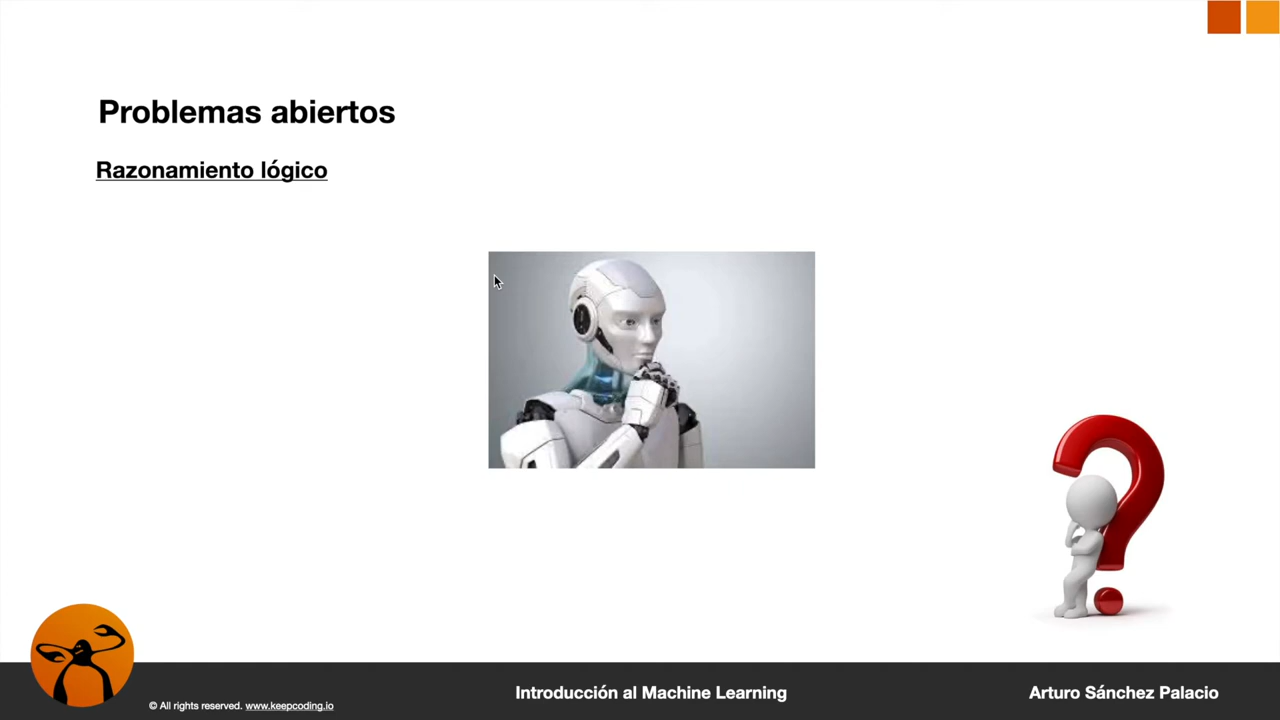 Problemas abiertos
Razonamiento lógico
© All rights reserved. www.keepcoding.io
Introducción al Machine Learning
Arturo Sánchez Palacio